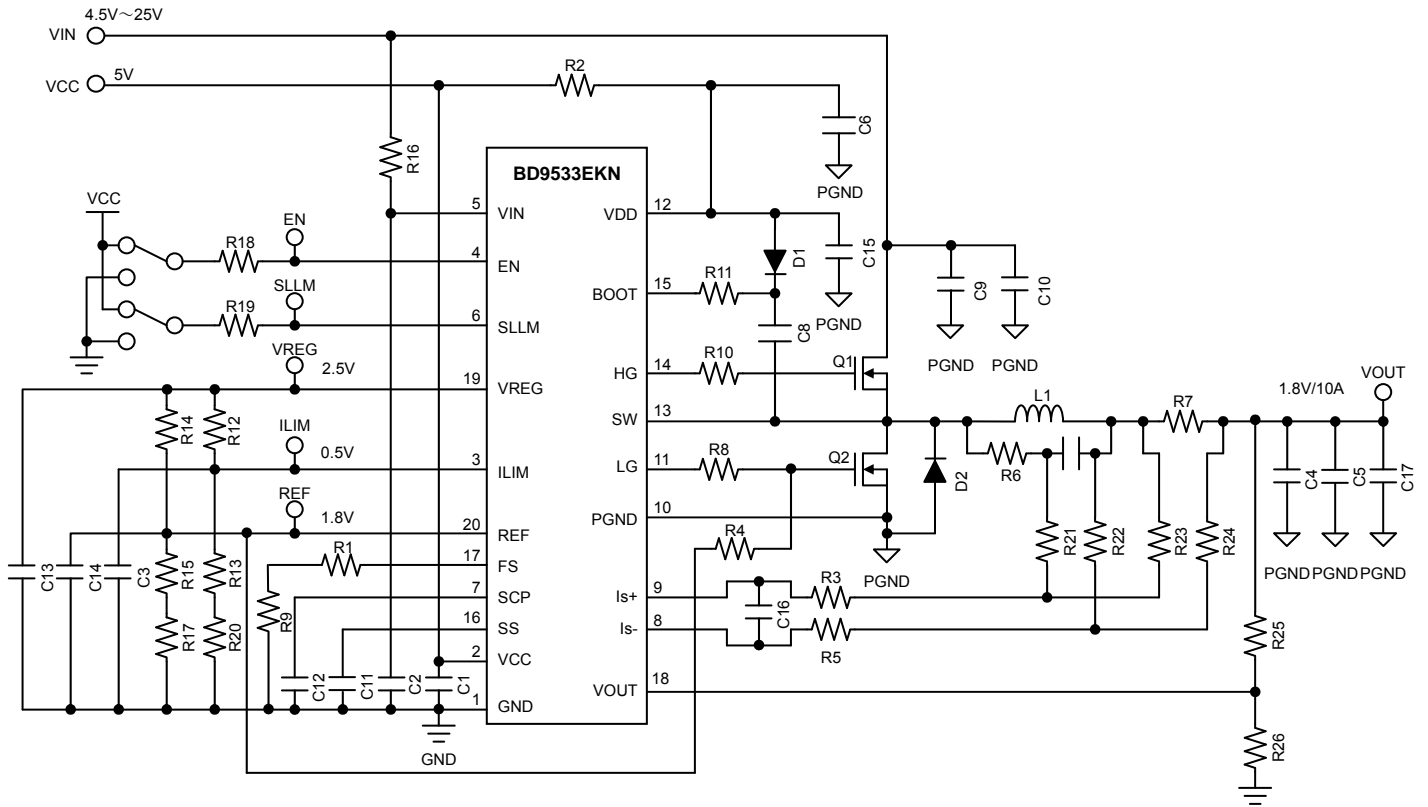 4.5V～25V
VIN
VCC
5V
R2
C6
PGND
R16
BD9533EKN
VCC
5
VIN
VDD
12
EN
R18
4
EN
D1
C15
PGND
SLLM
R19
6
SLLM
BOOT
15
R11
C8
C9
C10
PGND
PGND
VREG
2.5V
19
VREG
HG
14
R10
Q1
1.8V/10A
VOUT
R14
R12
SW
13
L1
R7
ILIM
0.5V
3
ILIM
LG
11
R8
Q2
D2
R6
C4
C5
C17
REF
1.8V
20
REF
PGND
10
R4
PGND
R21
R22
R23
R24
PGND
PGND
PGND
C13
C14
C3
R15
R13
R1
17
FS
R9
7
SCP
Is+
9
C16
R3
R17
R20
16
SS
Is-
8
R5
R25
2
VCC
C12
C11
C2
C1
1
GND
VOUT
18
GND
R26